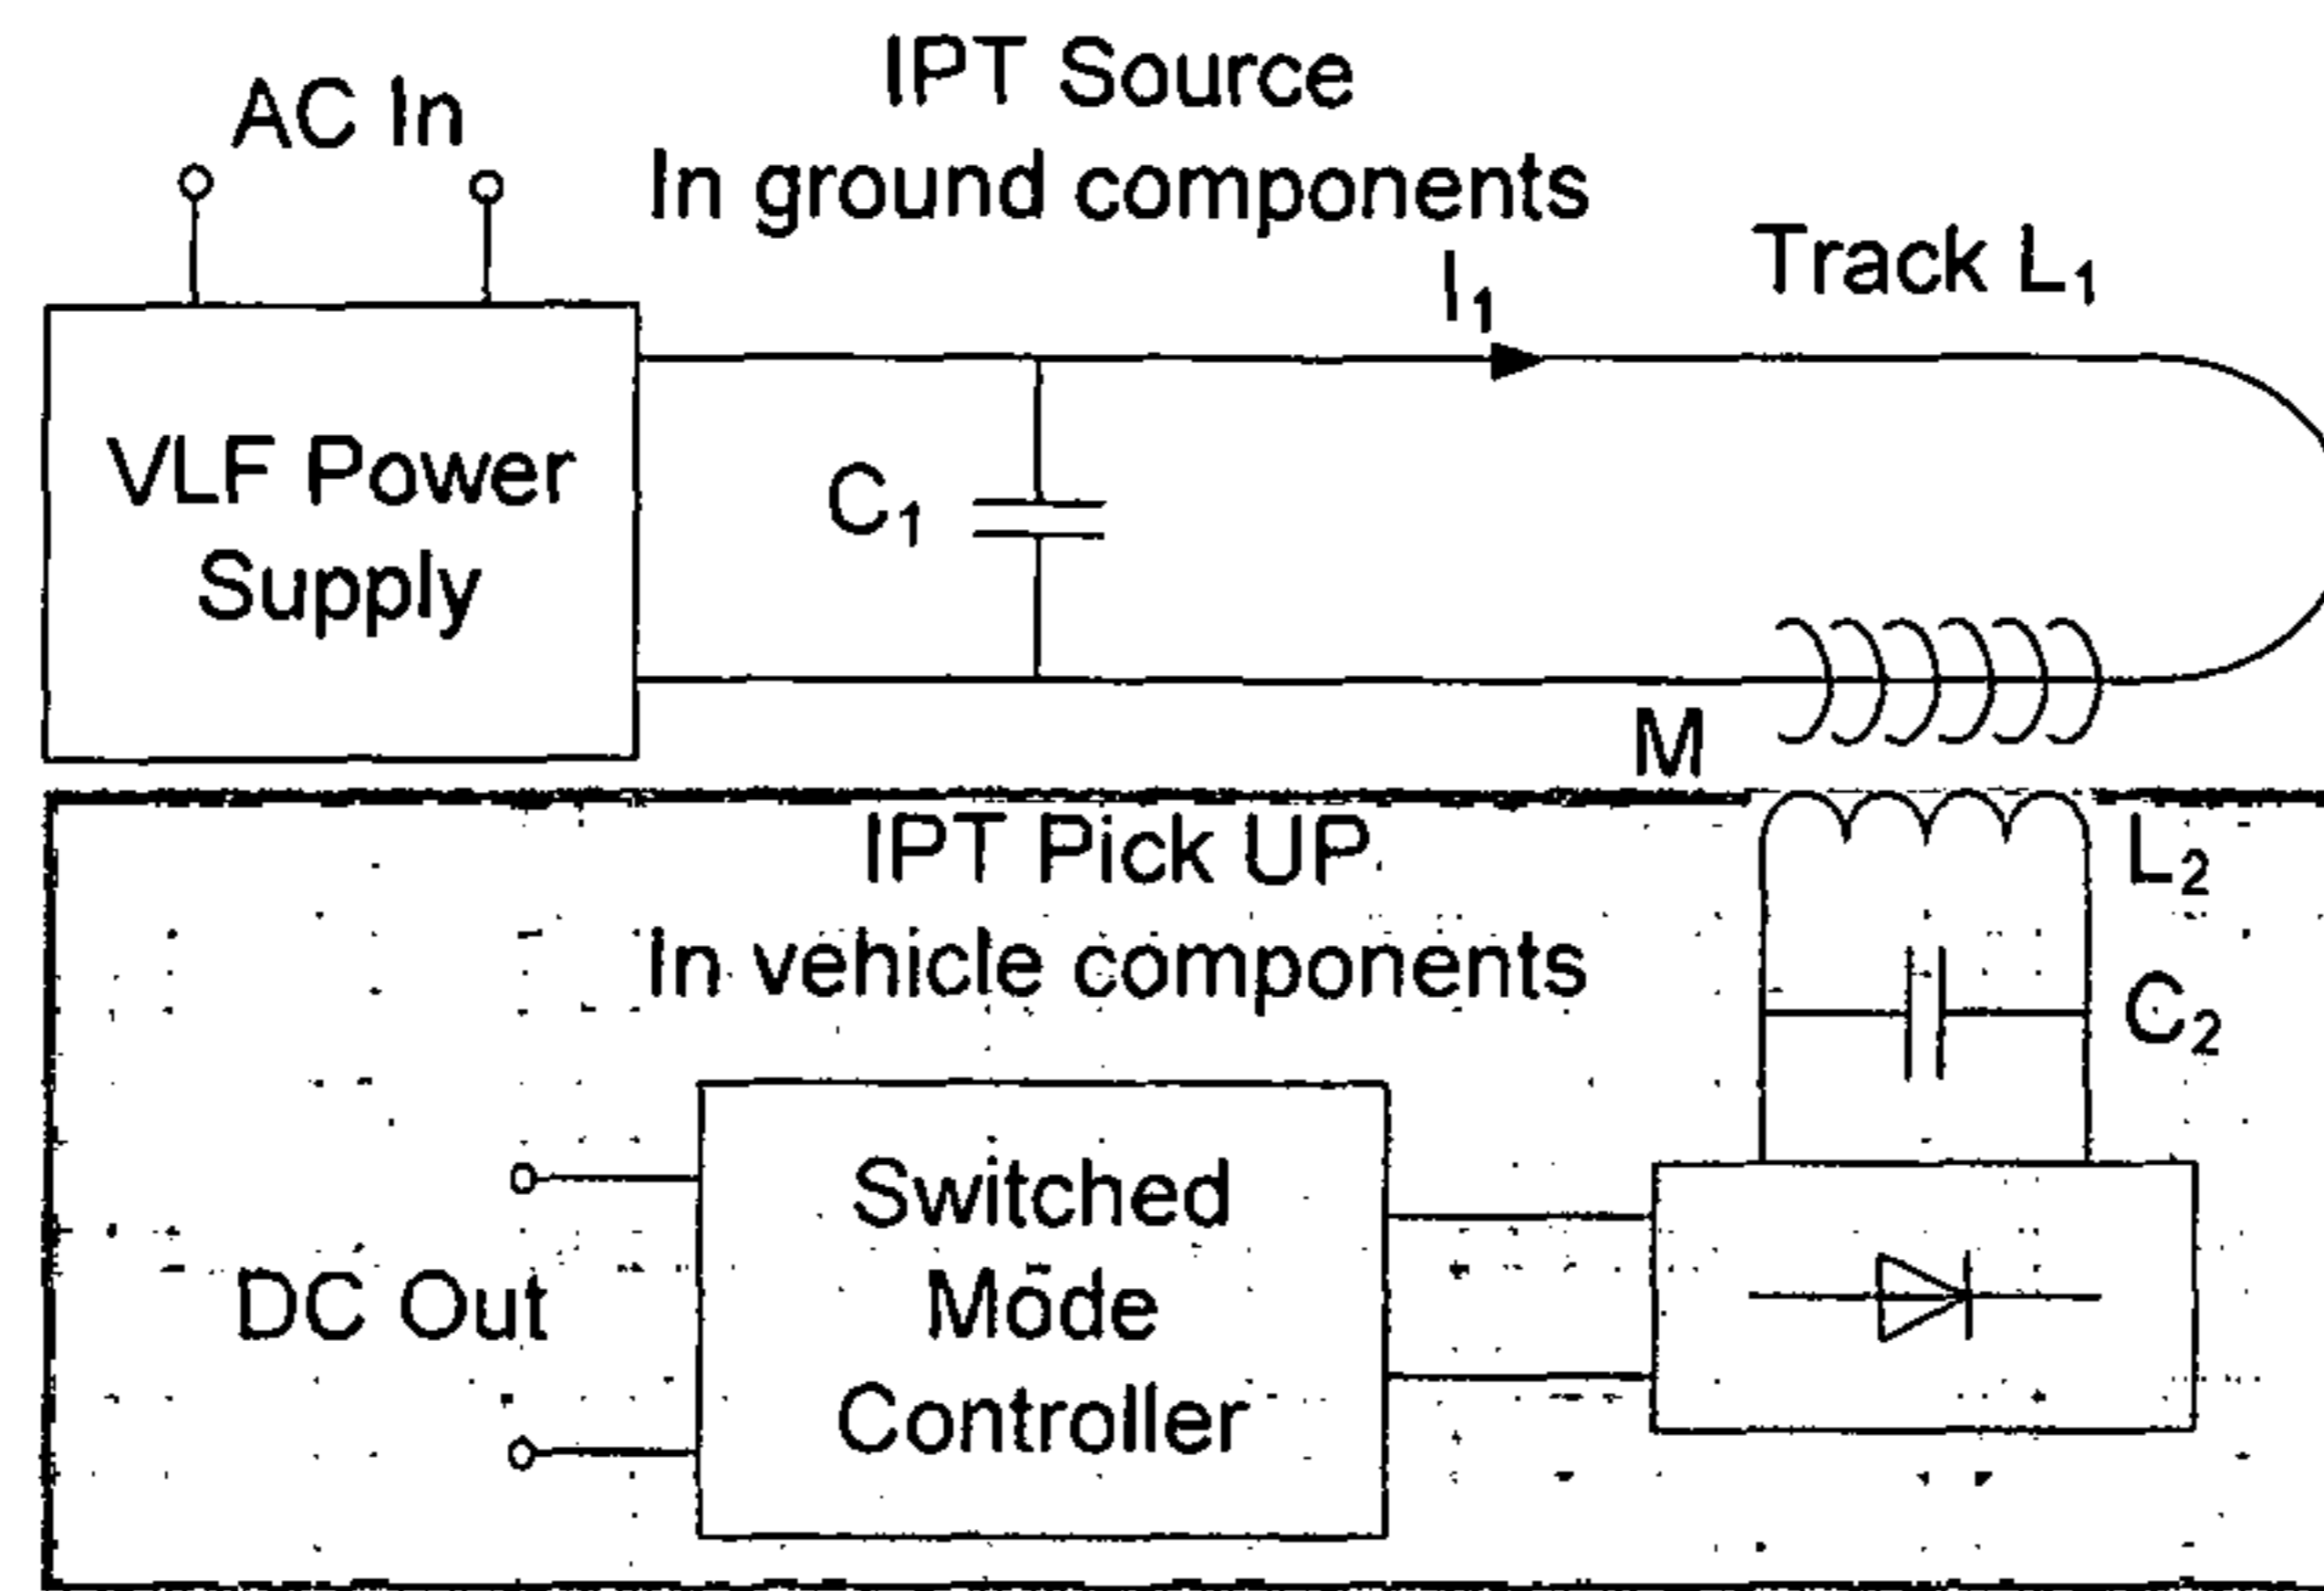 AC In
IPT Source
In ground components
I₁
Track L₁
VLF Power
Supply
C₁
M
IPT Pick UP
In vehicle components
L₂
C₂
Switched
Mode
Controller
DC Out